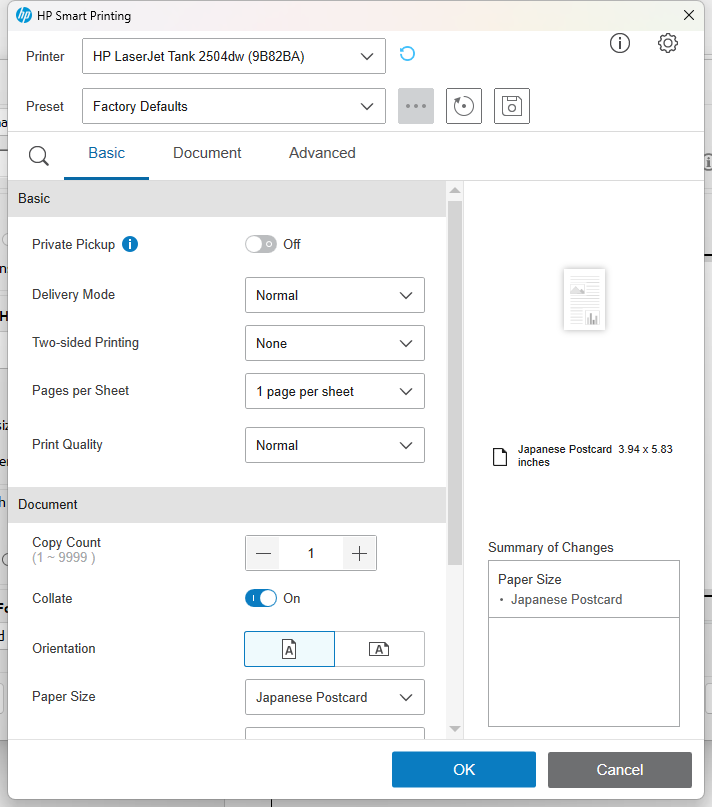 hp HP Smart Printing
Printer HP LaserJet Tank 2504dw (9B82BA)
Preset Factory Defaults
Basic Document Advanced
Basic
Private Pickup i Off
Delivery Mode Normal
Two-sided Printing None
Pages per Sheet 1 page per sheet
Print Quality Normal
Japanese Postcard 3.94 x 5.83
inches
Document
Copy Count
(1 ~ 9999 )
1
Collate On
Orientation A A
Paper Size Japanese Postcard
Summary of Changes
Paper Size
• Japanese Postcard
OK Cancel